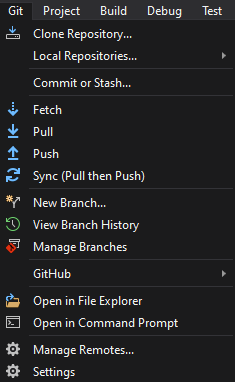 Git Project Build Debug Test
Clone Repository...
Local Repositories...
Commit or Stash...
Fetch
Pull
Push
Sync (Pull then Push)
New Branch...
View Branch History
Manage Branches
GitHub
Open in File Explorer
Open in Command Prompt
Manage Remotes...
Settings